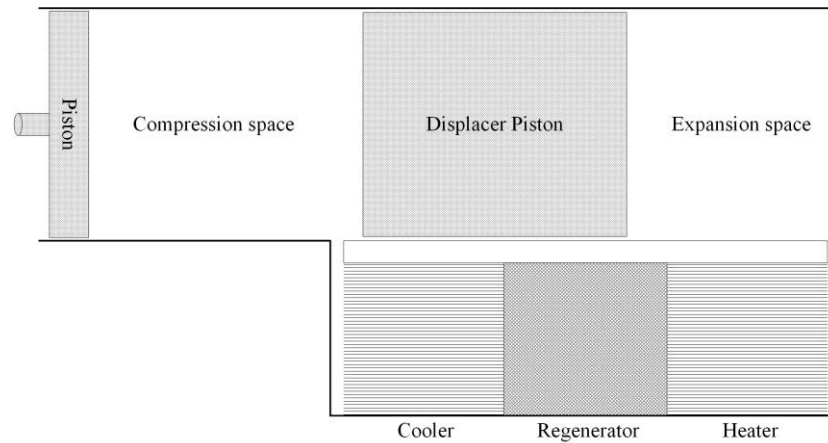 Piston
Compression space
Displacer Piston
Expansion space
Cooler
Regenerator
Heater